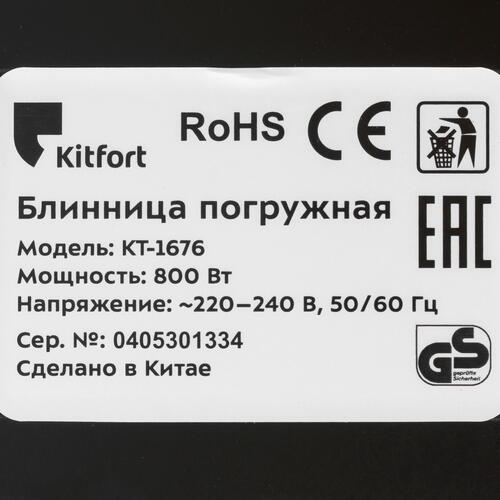 Kitfort
RoHS CE
Блинница погружная
EAC
Модель: КТ-1676
Мощность: 800 Вт
Напряжение: ~220–240 В, 50/60 Гц
Сер. №: 0405301334
Сделано в Китае
GS
geprüfte
Sicherheit